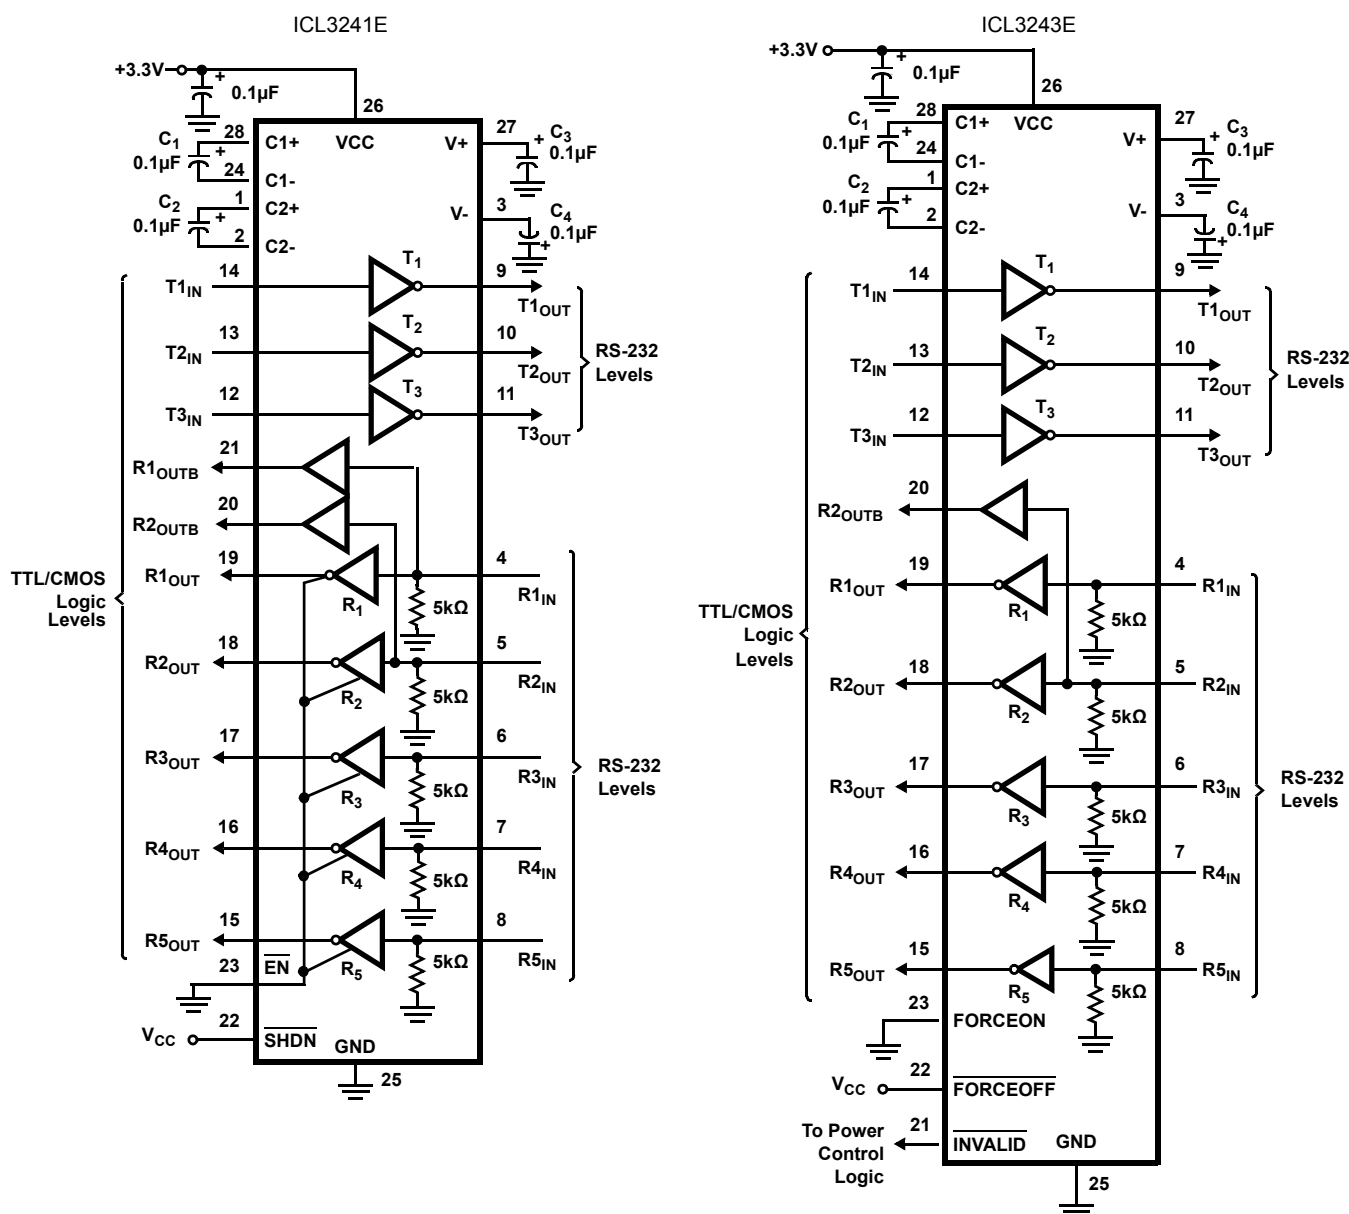 ICL3241E
+3.3V
+
0.1µF
26
C1
0.1µF
28
+
24
C1+
VCC
C1-
V+
27
+
C3
0.1µF
C2
0.1µF
1
+
2
C2+
C2-
V-
3
C4
0.1µF
+
T1IN
14
T1
9
T1OUT
T2IN
13
T2
10
T2OUT
T3IN
12
T3
11
T3OUT
RS-232
Levels
R1OUTB
21
R2OUTB
20
TTL/CMOS
Logic
Levels
R1OUT
19
R1
5kΩ
4
R1IN
R2OUT
18
R2
5kΩ
5
R2IN
R3OUT
17
R3
5kΩ
6
R3IN
R4OUT
16
R4
5kΩ
7
R4IN
R5OUT
15
R5
5kΩ
8
R5IN
RS-232
Levels
23
EN
VCC
22
SHDN
GND
25
ICL3243E
+3.3V
+
0.1µF
26
C1
0.1µF
28
+
24
C1+
VCC
C1-
V+
27
+
C3
0.1µF
C2
0.1µF
1
+
2
C2+
C2-
V-
3
C4
0.1µF
+
T1IN
14
T1
9
T1OUT
T2IN
13
T2
10
T2OUT
T3IN
12
T3
11
T3OUT
RS-232
Levels
R2OUTB
20
TTL/CMOS
Logic
Levels
R1OUT
19
R1
5kΩ
4
R1IN
R2OUT
18
R2
5kΩ
5
R2IN
R3OUT
17
R3
5kΩ
6
R3IN
R4OUT
16
R4
5kΩ
7
R4IN
R5OUT
15
R5
5kΩ
8
R5IN
RS-232
Levels
23
FORCEON
VCC
22
FORCEOFF
To Power
Control
Logic
21
INVALID
GND
25